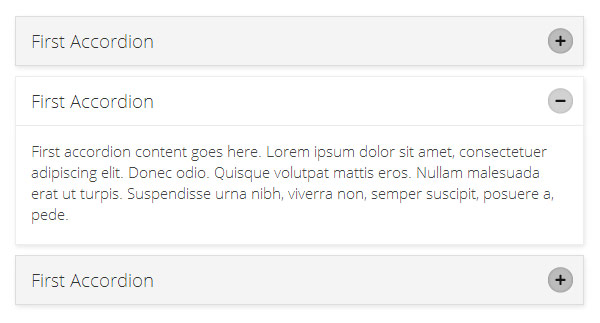 First Accordion
First Accordion
First accordion content goes here. Lorem ipsum dolor sit amet, consectetuer
adipiscing elit. Donec odio. Quisque volutpat mattis eros. Nullam malesuada
erat ut turpis. Suspendisse urna nibh, viverra non, semper suscipit, posuere a,
pede.
First Accordion